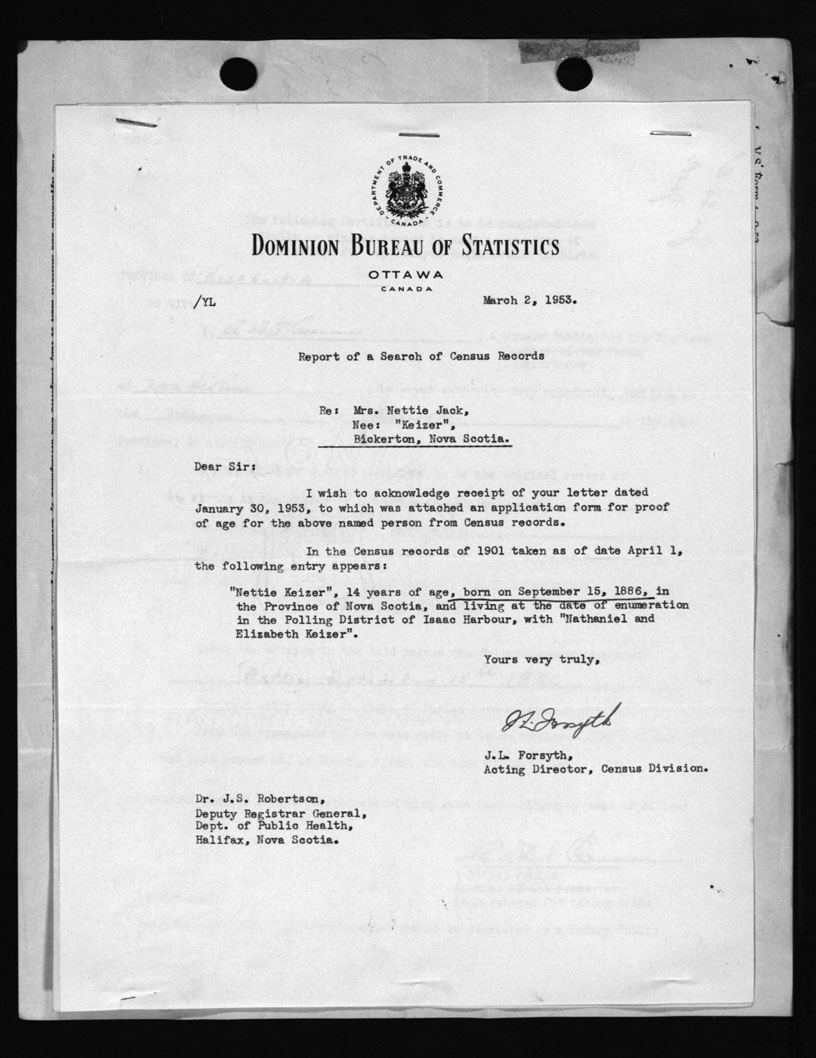 DEPARTMENT OF TRADE AND COMMERCE
CANADA
DOMINION BUREAU OF STATISTICS
OTTAWA
CANADA
/YL March 2, 1953.
Report of a Search of Census Records
Re: Mrs. Nettie Jack,
Nee: "Keizer",
Bickerton, Nova Scotia.
Dear Sir:
I wish to acknowledge receipt of your letter dated
January 30, 1953, to which was attached an application form for proof
of age for the above named person from Census records.
In the Census records of 1901 taken as of date April 1,
the following entry appears:
"Nettie Keizer", 14 years of age, born on September 15, 1886, in
the Province of Nova Scotia, and living at the date of enumeration
in the Polling District of Isaac Harbour, with "Nathaniel and
Elizabeth Keizer".
Yours very truly,
J.L. Forsyth
J.L. Forsyth,
Acting Director, Census Division.
Dr. J.S. Robertson,
Deputy Registrar General,
Dept. of Public Health,
Halifax, Nova Scotia.